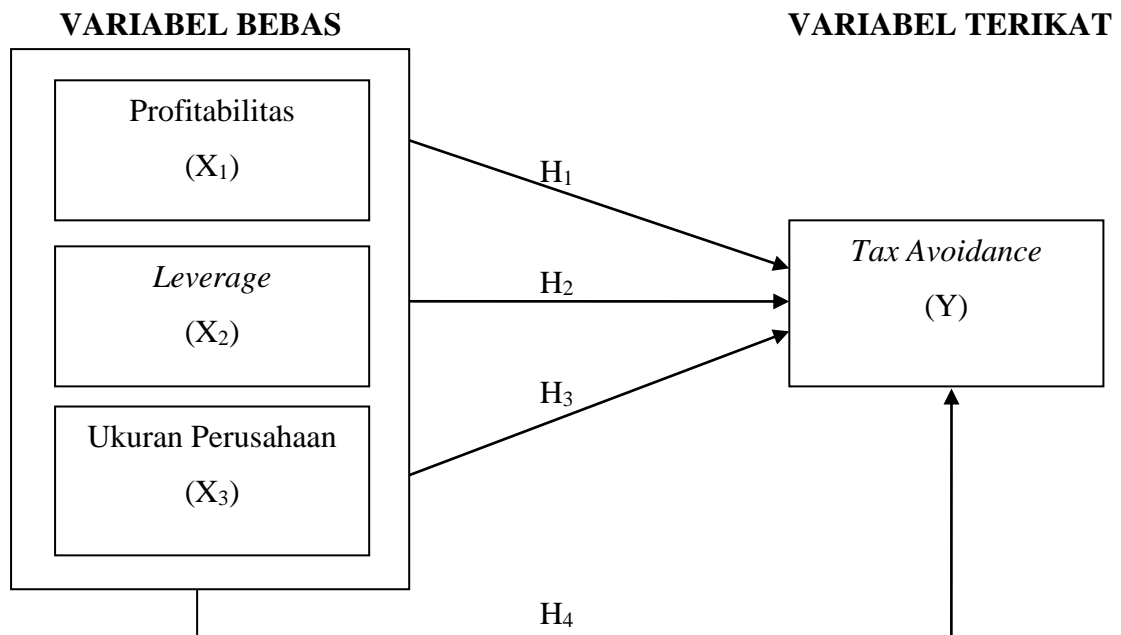 VARIABEL BEBAS
VARIABEL TERIKAT
Profitabilitas
(X₁)
H₁
Leverage
(X₂)
H₂
Tax Avoidance
(Y)
H₃
Ukuran Perusahaan
(X₃)
H₄